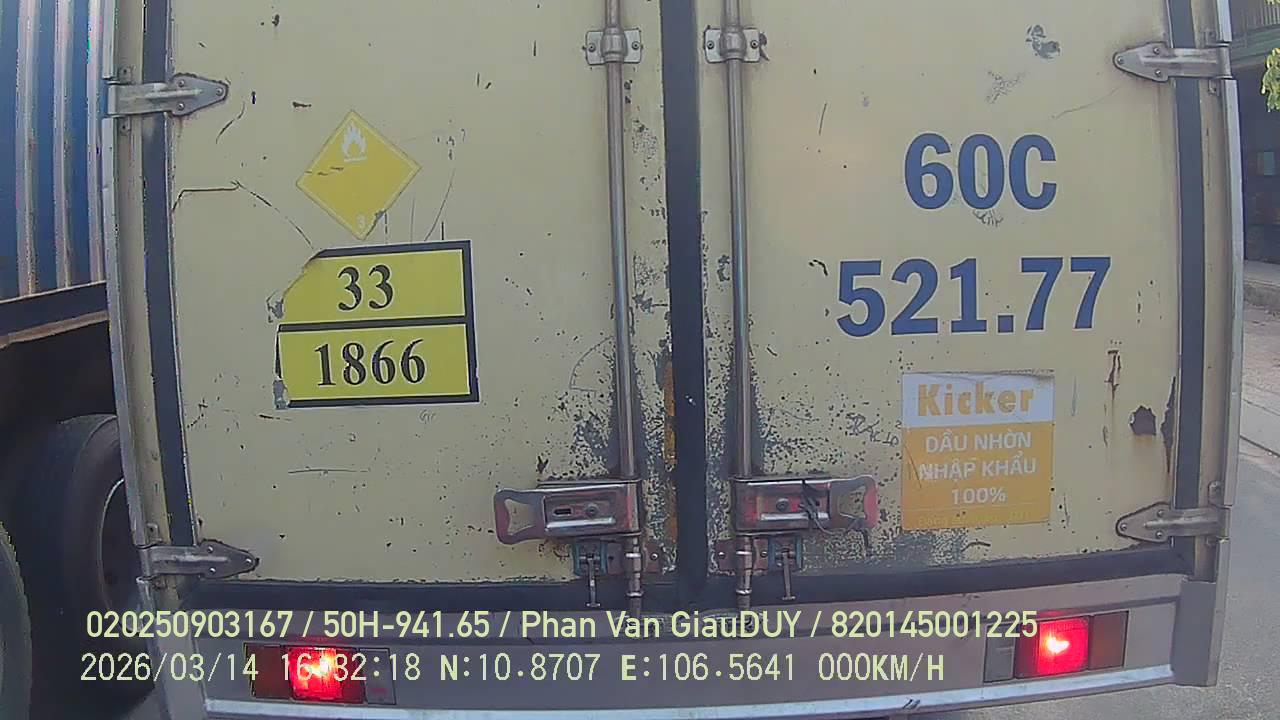 3
33
1866
60C
521.77
Kicker
DẦU NHỜN
NHẬP KHẨU
100%
020250903167 / 50H-941.65 / Phan Van GiauDUY / 820145001225
2026/03/14 16:32:18 N:10.8707 E:106.5641 000KM/H